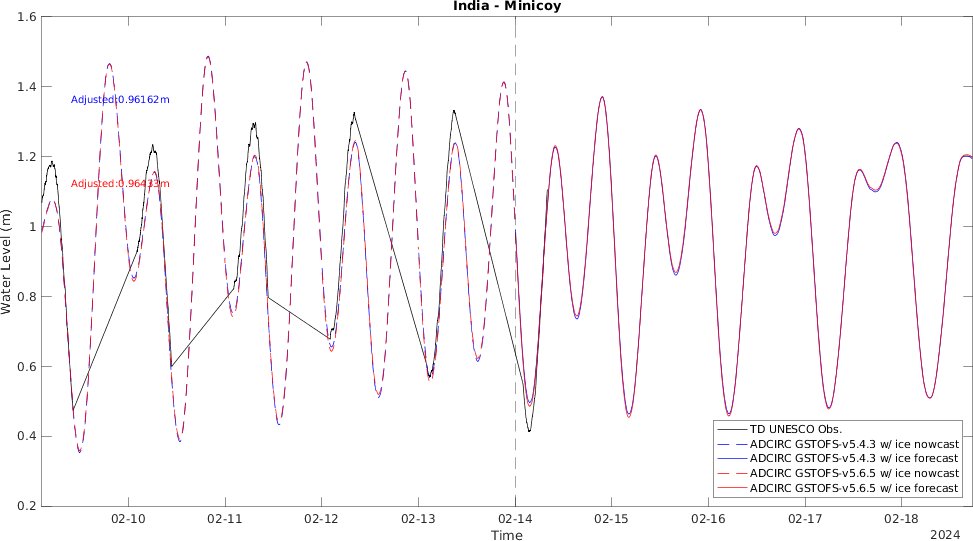 India - Minicoy
Water Level (m)
1.6
1.4
1.2
1
0.8
0.6
0.4
0.2
Adjusted:0.96162m
Adjusted:0.96433m
TD UNESCO Obs.
ADCIRC GSTOFS-v5.4.3 w/ ice nowcast
ADCIRC GSTOFS-v5.4.3 w/ ice forecast
ADCIRC GSTOFS-v5.6.5 w/ ice nowcast
ADCIRC GSTOFS-v5.6.5 w/ ice forecast
02-10 02-11 02-12 02-13 02-14 02-15 02-16 02-17 02-18
Time
2024